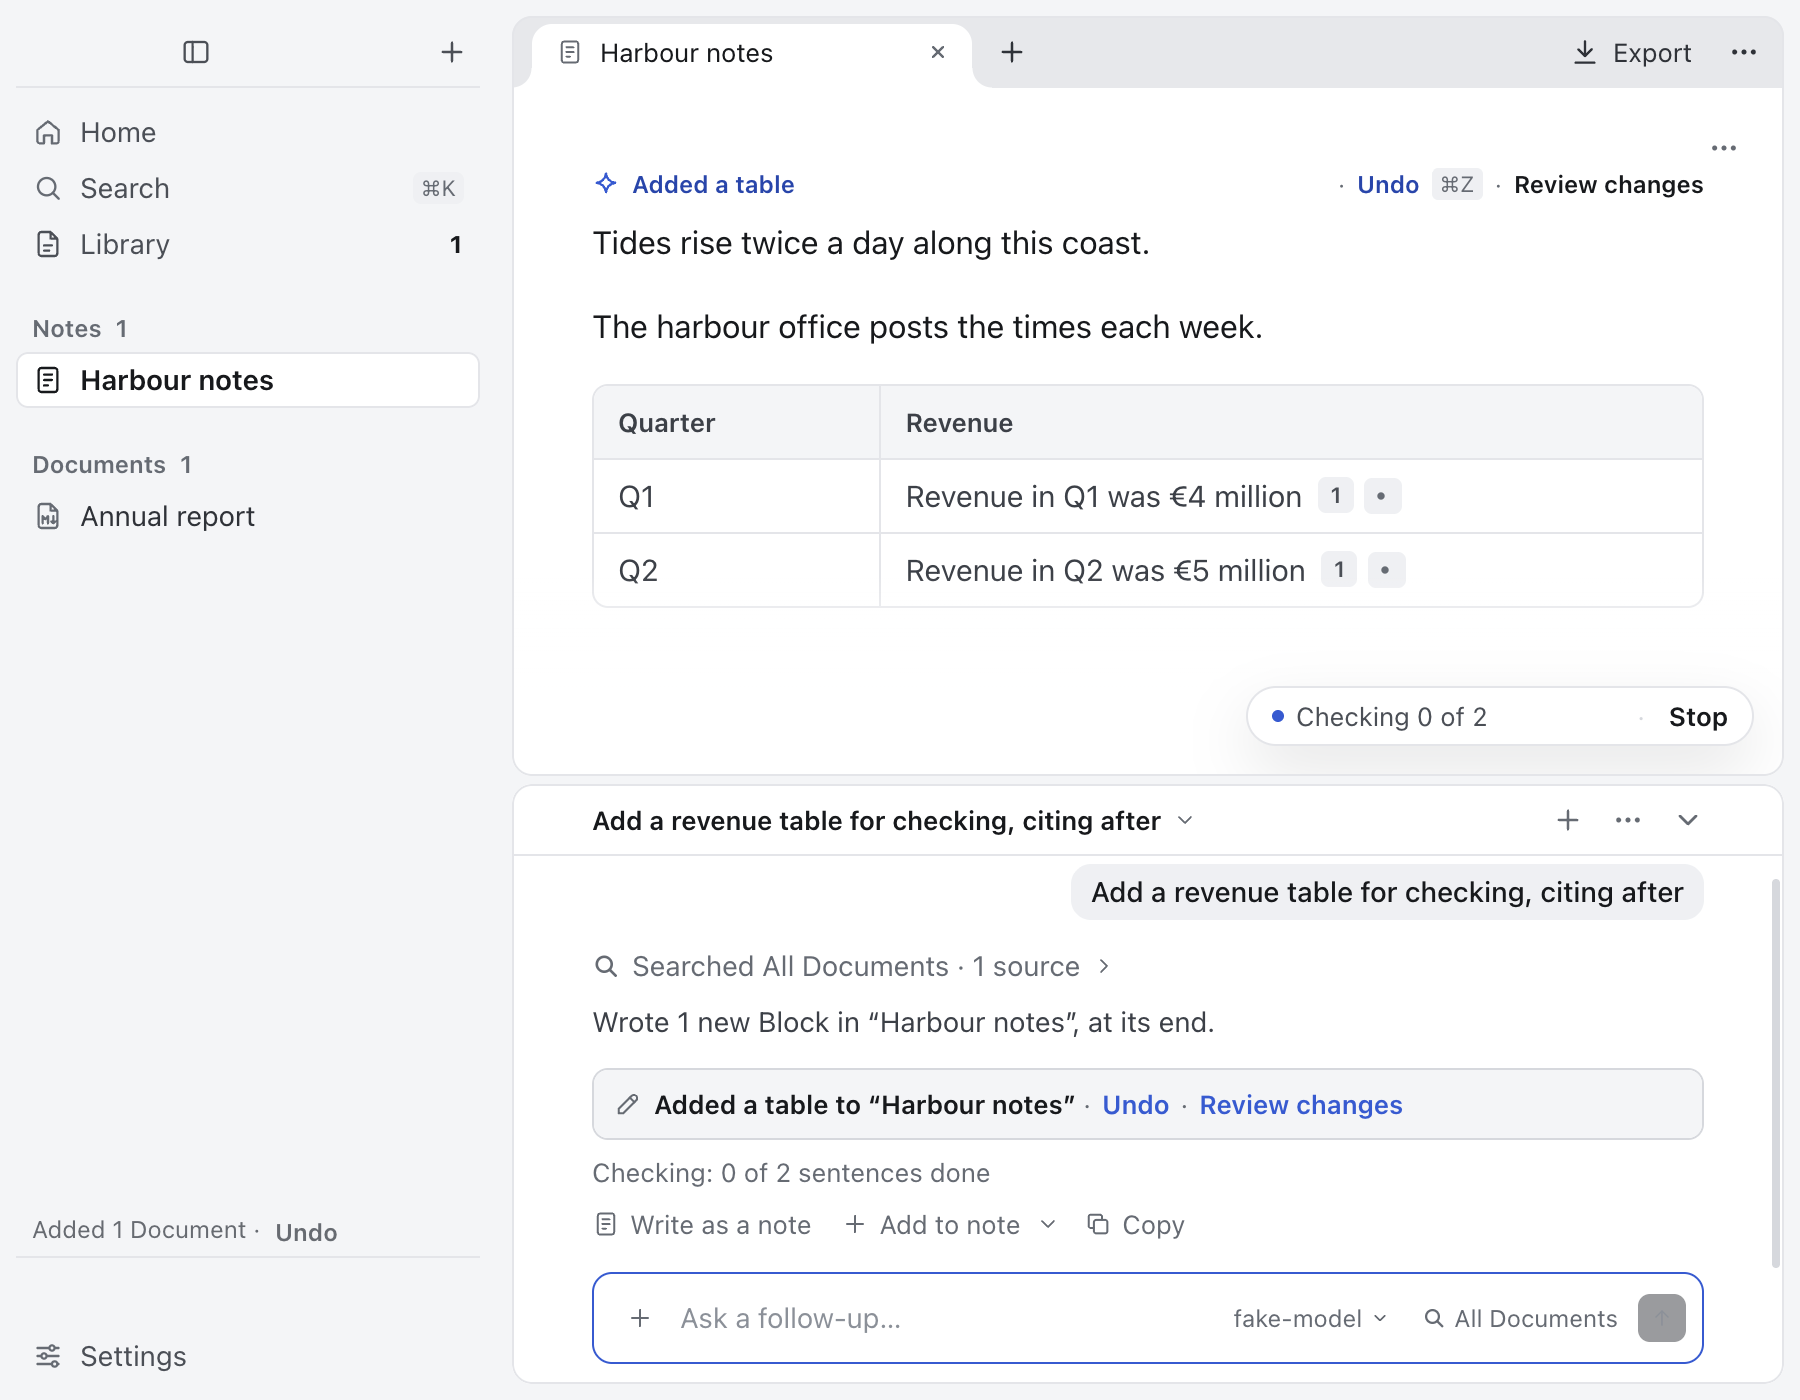 Home
Search ⌘K
Library 1
Notes 1
Harbour notes
Documents 1
Annual report
Added 1 Document · Undo
Settings
Harbour notes
Export
Added a table · Undo ⌘Z · Review changes
Tides rise twice a day along this coast.
The harbour office posts the times each week.
Quarter Revenue
Q1 Revenue in Q1 was €4 million 1 •
Q2 Revenue in Q2 was €5 million 1 •
Checking 0 of 2 · Stop
Add a revenue table for checking, citing after
Add a revenue table for checking, citing after
Searched All Documents · 1 source
Wrote 1 new Block in “Harbour notes”, at its end.
Added a table to “Harbour notes” · Undo · Review changes
Checking: 0 of 2 sentences done
Write as a note Add to note Copy
Ask a follow-up... fake-model All Documents